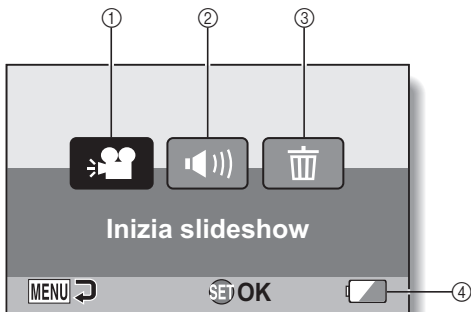 ① ② ③
Inizia slideshow
MENU SET OK ④